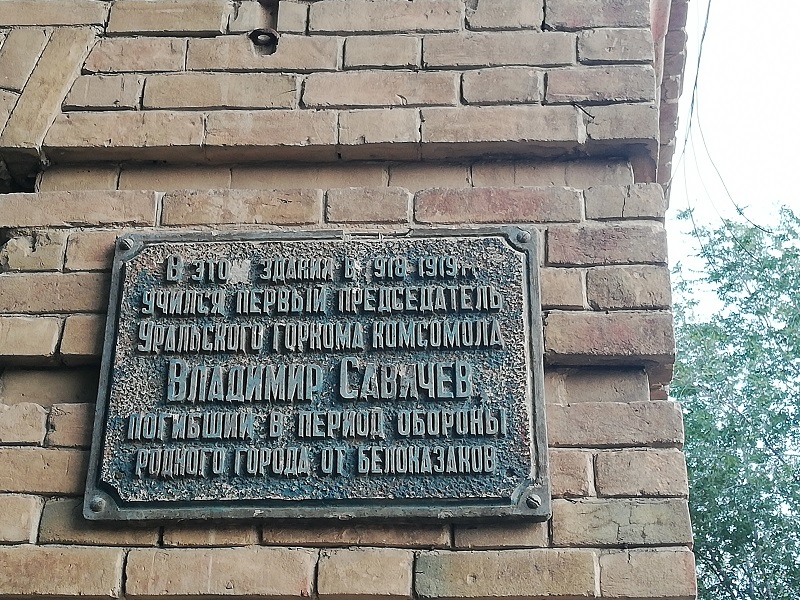 В ЭТОМ ЗДАНИИ В 1918-1919 г.г.
УЧИЛСЯ ПЕРВЫЙ ПРЕДСЕДАТЕЛЬ
УРАЛЬСКОГО ГОРКОМА КОМСОМОЛА
ВЛАДИМИР САВИЧЕВ,
ПОГИБШИЙ В ПЕРИОД ОБОРОНЫ
РОДНОГО ГОРОДА ОТ БЕЛОКАЗАКОВ